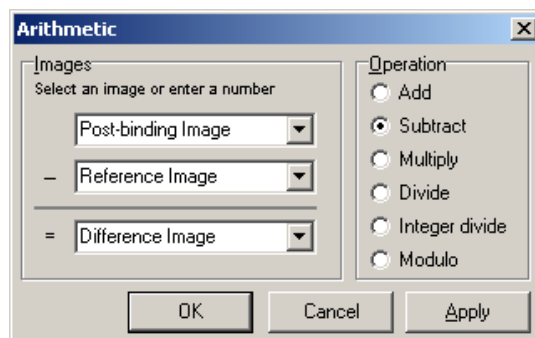 Arithmetic
Images
Select an image or enter a number
Post-binding Image
– Reference Image
= Difference Image
Operation
Add
Subtract
Multiply
Divide
Integer divide
Modulo
OK
Cancel
Apply